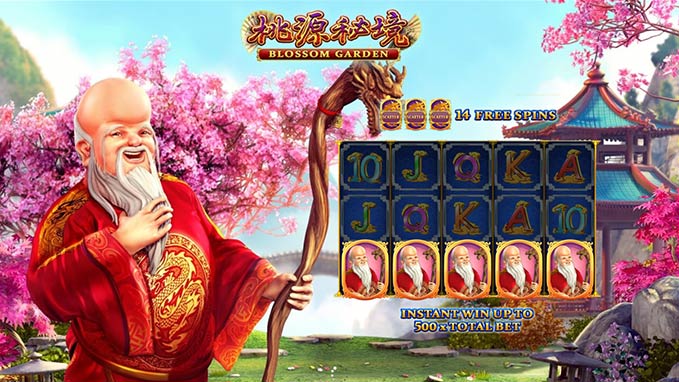 桃源秘境
BLOSSOM GARDEN
SCATTER SCATTER SCATTER 14 FREE SPINS
10 J Q K A
J Q K A 10
INSTANT WIN UP TO
500 x TOTAL BET